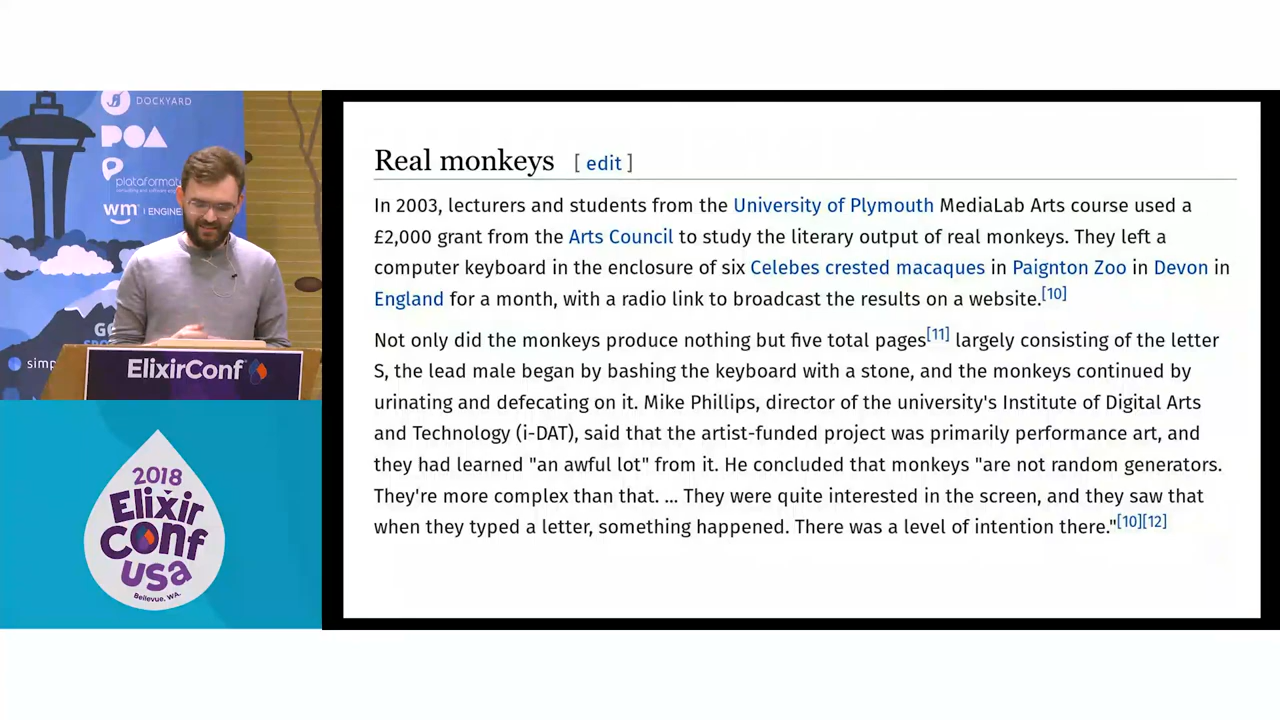 DOCKYARD
POA
plataformatec
wm | ENGINE
simp
ElixirConf
2018
Elixir
Conf
USA
Bellevue, WA.
Real monkeys [ edit ]
In 2003, lecturers and students from the University of Plymouth MediaLab Arts course used a
£2,000 grant from the Arts Council to study the literary output of real monkeys. They left a
computer keyboard in the enclosure of six Celebes crested macaques in Paignton Zoo in Devon in
England for a month, with a radio link to broadcast the results on a website.[10]
Not only did the monkeys produce nothing but five total pages[11] largely consisting of the letter
S, the lead male began by bashing the keyboard with a stone, and the monkeys continued by
urinating and defecating on it. Mike Phillips, director of the university's Institute of Digital Arts
and Technology (i-DAT), said that the artist-funded project was primarily performance art, and
they had learned "an awful lot" from it. He concluded that monkeys "are not random generators.
They're more complex than that. ... They were quite interested in the screen, and they saw that
when they typed a letter, something happened. There was a level of intention there."[10][12]